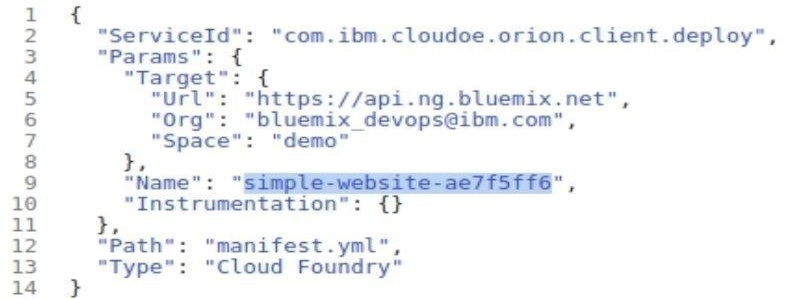 1 {
2   "ServiceId": "com.ibm.cloudoe.orion.client.deploy",
3   "Params": {
4     "Target": {
5       "Url": "https://api.ng.bluemix.net",
6       "Org": "bluemix_devops@ibm.com",
7       "Space": "demo"
8     },
9     "Name": "simple-website-ae7f5ff6",
10     "Instrumentation": {}
11   },
12   "Path": "manifest.yml",
13   "Type": "Cloud Foundry"
14 }